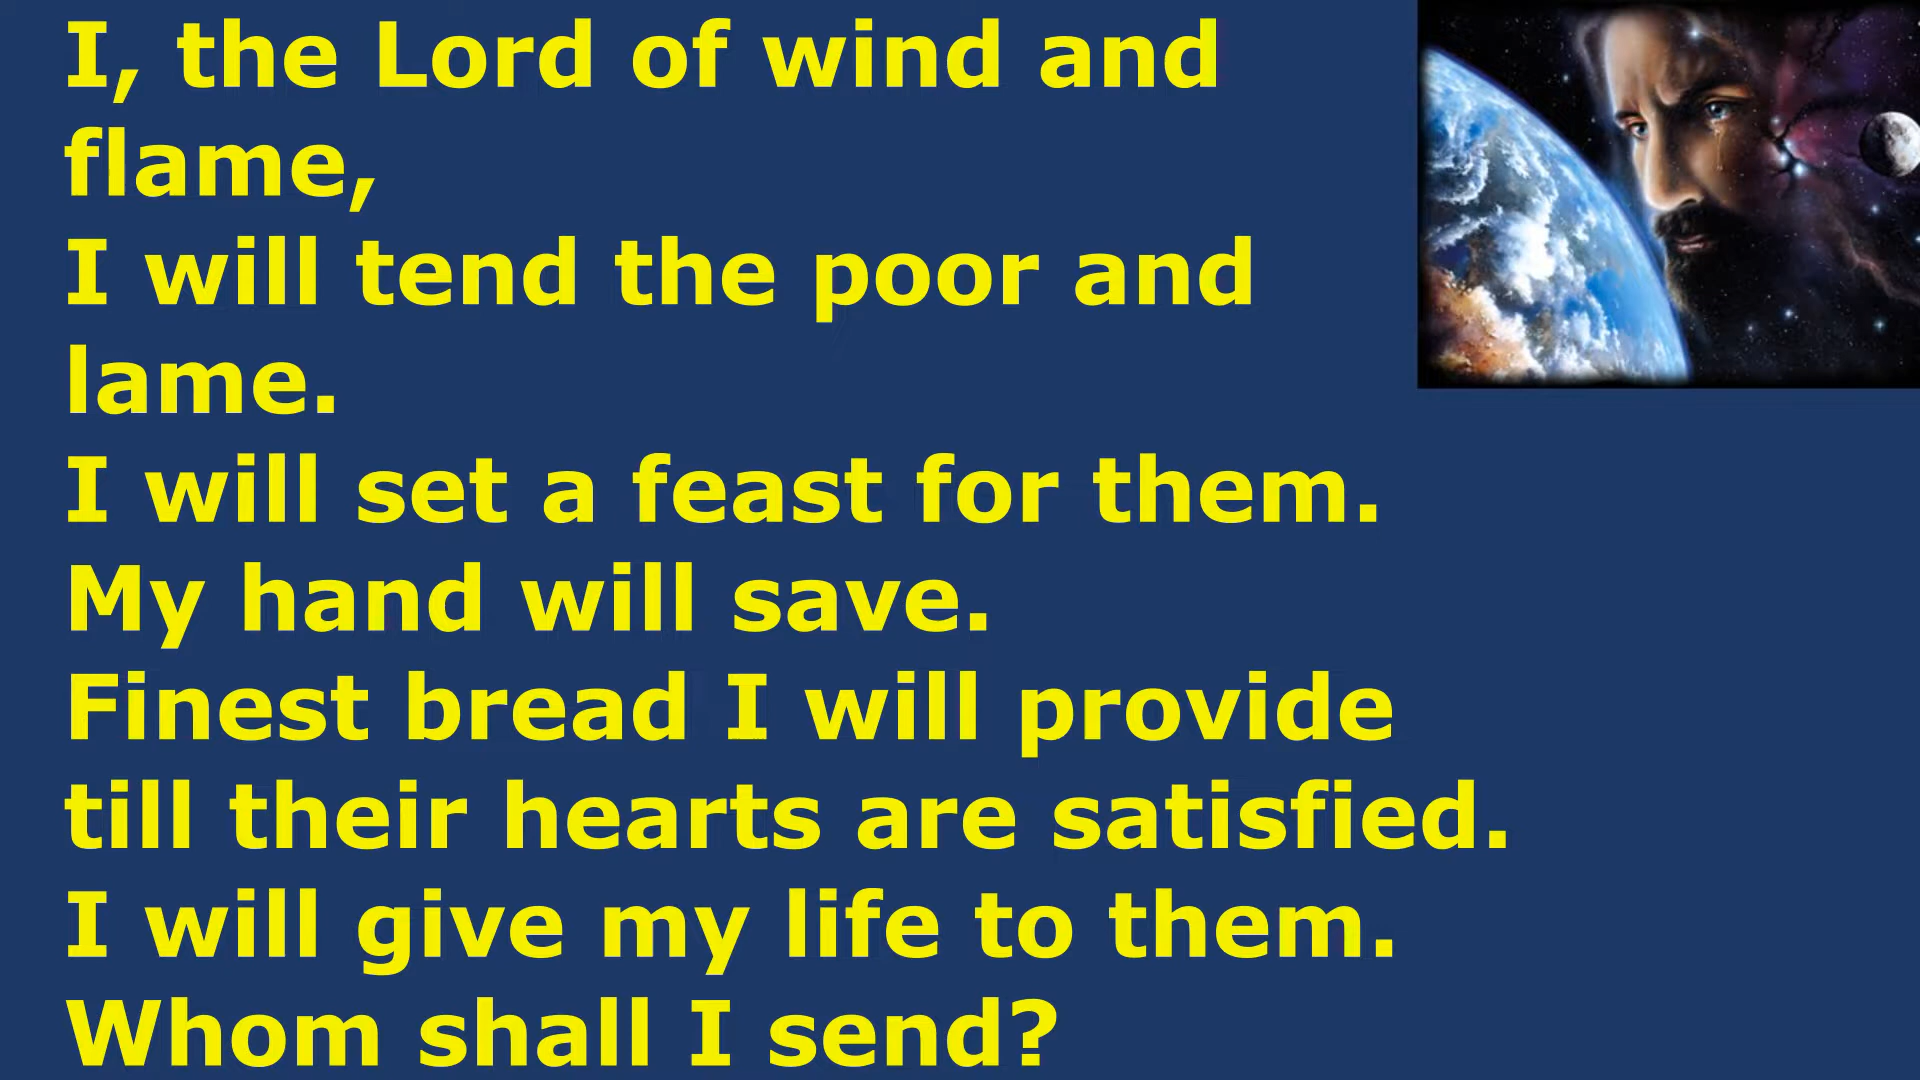 I, the Lord of wind and
flame,
I will tend the poor and
lame.
I will set a feast for them.
My hand will save.
Finest bread I will provide
till their hearts are satisfied.
I will give my life to them.
Whom shall I send?